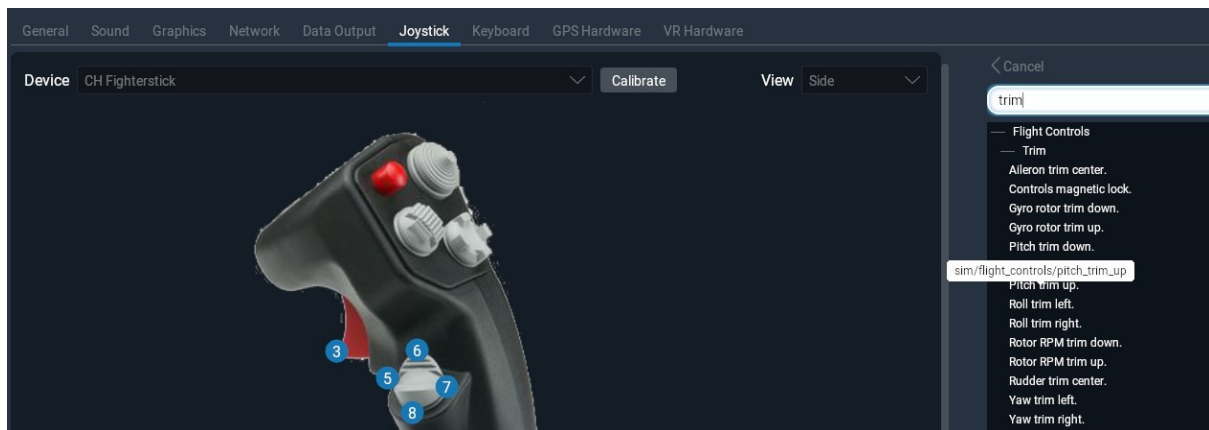 General Sound Graphics Network Data Output Joystick Keyboard GPS Hardware VR Hardware
Device CH Fighterstick Calibrate View Side
Cancel
trim
Flight Controls
Trim
Aileron trim center.
Controls magnetic lock.
Gyro rotor trim down.
Gyro rotor trim up.
Pitch trim down.
sim/flight_controls/pitch_trim_up
Pitch trim up.
Roll trim left.
Roll trim right.
Rotor RPM trim down.
Rotor RPM trim up.
Rudder trim center.
Yaw trim left.
Yaw trim right.
3
6
5
7
8